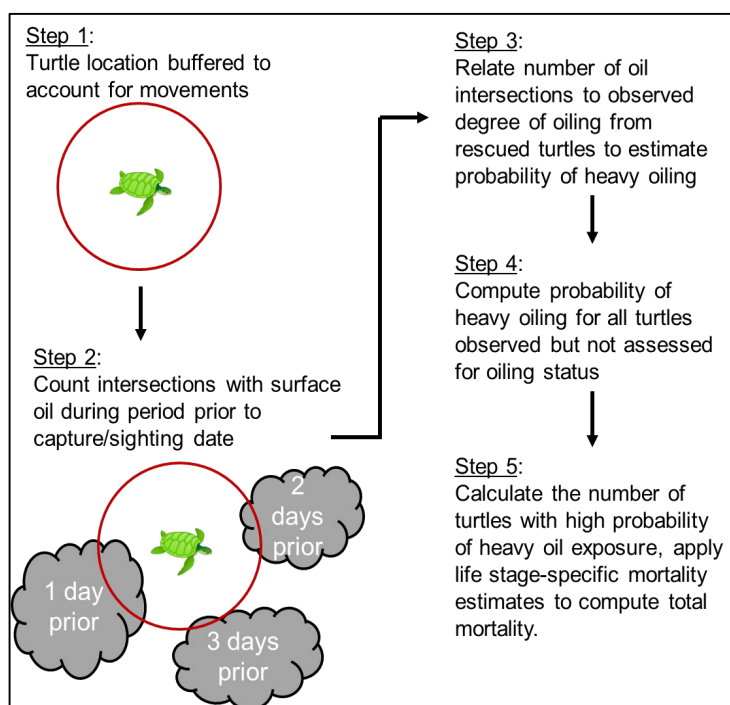 Step 1:
Turtle location buffered to
account for movements
Step 2:
Count intersections with surface
oil during period prior to
capture/sighting date
2
days
prior
1 day
prior
3 days
prior
Step 3:
Relate number of oil
intersections to observed
degree of oiling from
rescued turtles to estimate
probability of heavy oiling
Step 4:
Compute probability of
heavy oiling for all turtles
observed but not assessed
for oiling status
Step 5:
Calculate the number of
turtles with high probability
of heavy oil exposure, apply
life stage-specific mortality
estimates to compute total
mortality.